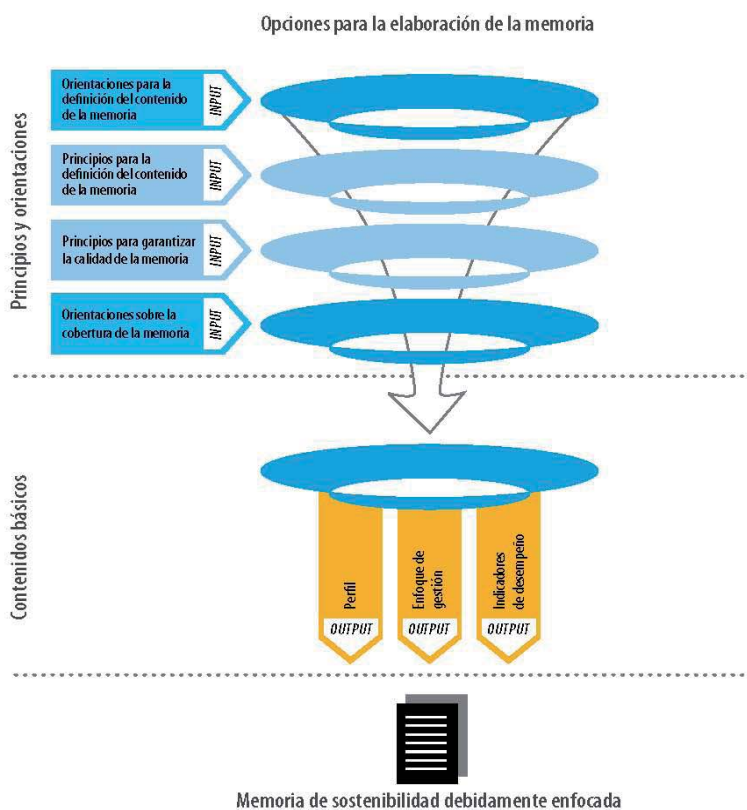 Opciones para la elaboración de la memoria
Principios y orientaciones
Orientaciones para la
definición del contenido
de la memoria
INPUT
Principios para la
definición del contenido
de la memoria
INPUT
Principios para garantizar
la calidad de la memoria
INPUT
Orientaciones sobre la
cobertura de la memoria
INPUT
Contenidos básicos
Perfil
OUTPUT
Enfoque de
gestión
OUTPUT
Indicadores
de desempeño
OUTPUT
Memoria de sostenibilidad debidamente enfocada